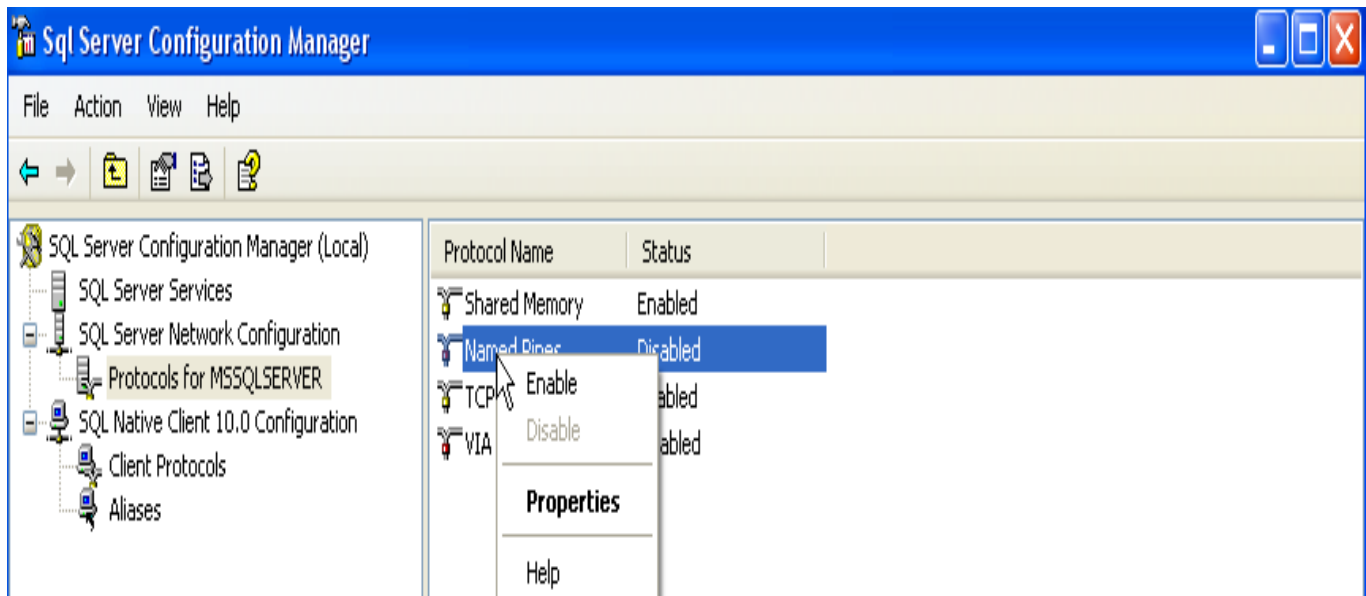 Sql Server Configuration Manager
File Action View Help
SQL Server Configuration Manager (Local)
SQL Server Services
SQL Server Network Configuration
Protocols for MSSQLSERVER
SQL Native Client 10.0 Configuration
Client Protocols
Aliases
Protocol Name Status
Shared Memory Enabled
Named Pipes Disabled
TCP abled
VIA abled
Enable
Disable
Properties
Help